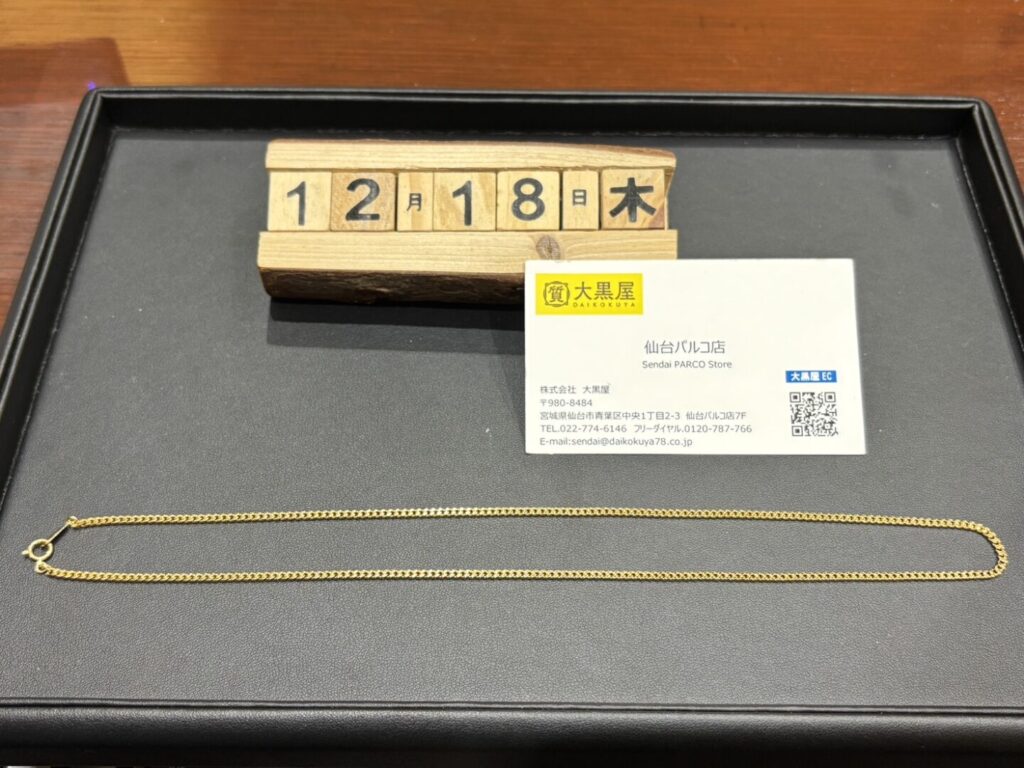 12月18日木
質 大黒屋
DAIKOKUYA
仙台パルコ店
Sendai PARCO Store
大黒屋 EC
株式会社 大黒屋
〒980-8484
宮城県仙台市青葉区中央1丁目2-3 仙台パルコ店7F
TEL.022-774-6146 フリーダイヤル.0120-787-766
E-mail:sendai@daikokuya78.co.jp